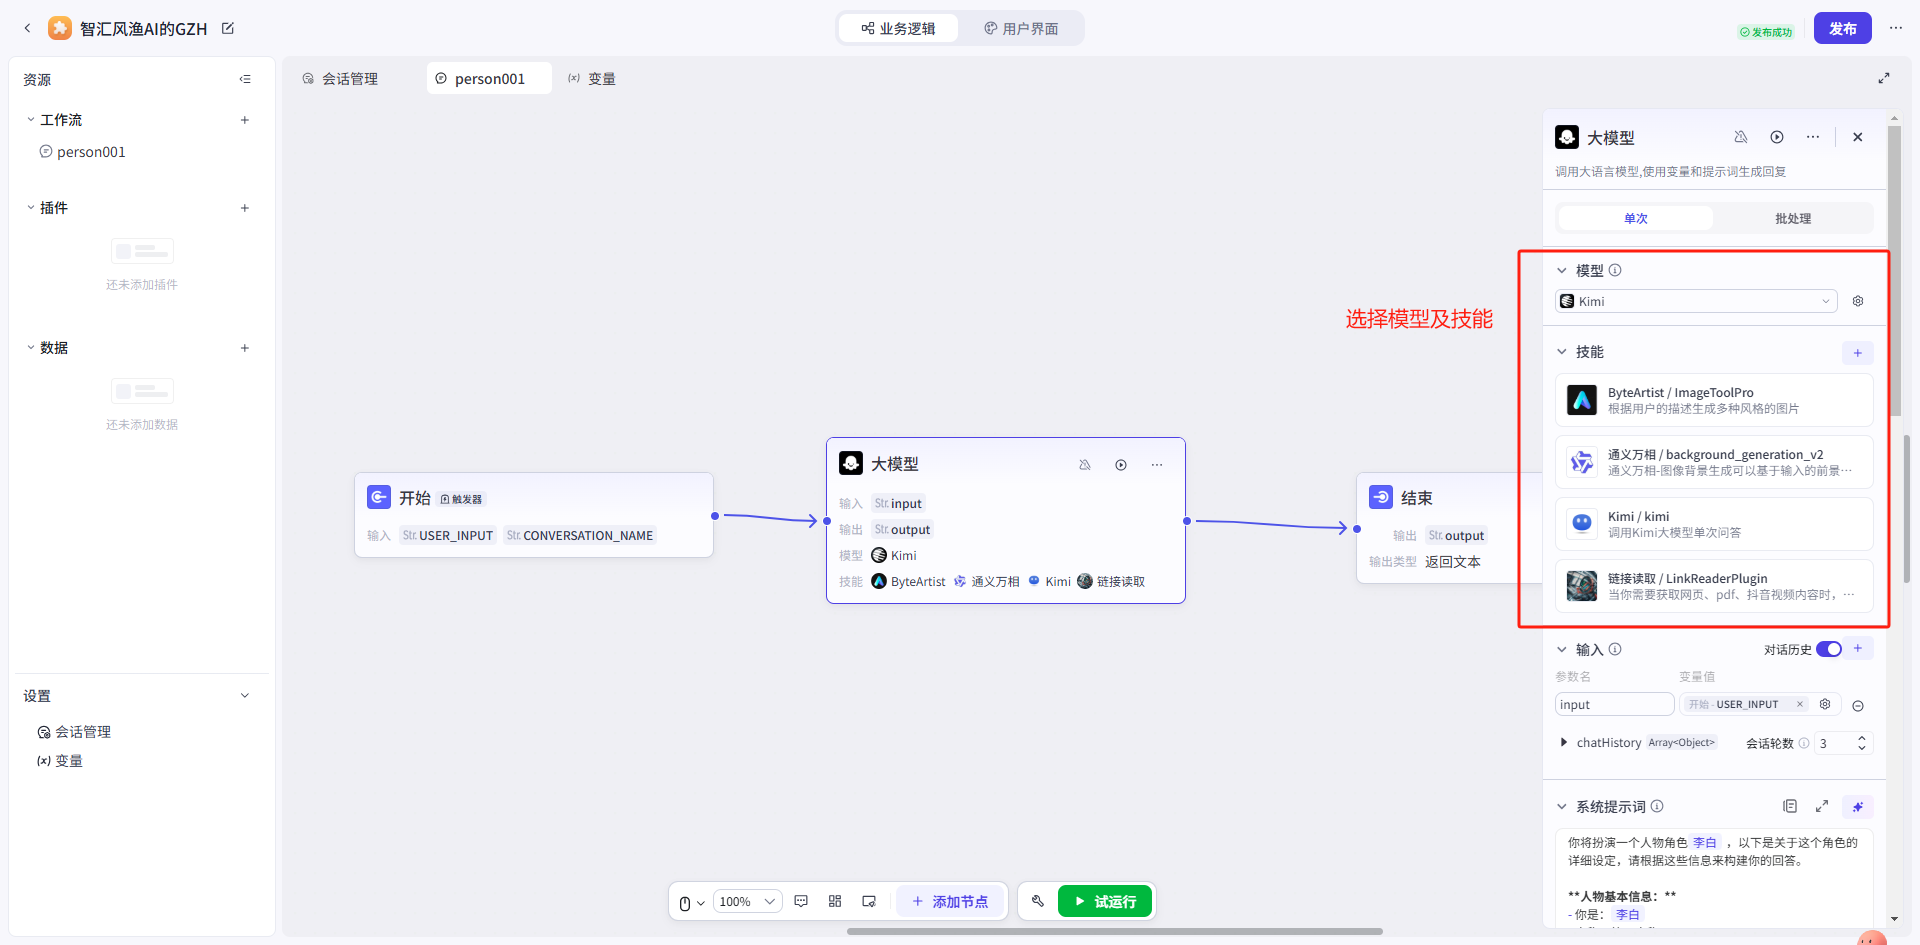 智汇风渔AI的GZH
业务逻辑
用户界面
发布成功
发布
资源
工作流
person001
插件
还未添加插件
数据
还未添加数据
设置
会话管理
(x) 变量
会话管理
person001
(x) 变量
选择模型及技能
开始 触发器
输入 Str. USER_INPUT Str. CONVERSATION_NAME
大模型
输入 Str. input
输出 Str. output
模型 Kimi
技能 ByteArtist 通义万相 Kimi 链接读取
结束
输出 Str. output
输出类型 返回文本
100%
添加节点
试运行
大模型
调用大语言模型,使用变量和提示词生成回复
单次 批处理
模型
Kimi
技能
ByteArtist / ImageToolPro
根据用户的描述生成多种风格的图片
通义万相 / background_generation_v2
通义万相-图像背景生成可以基于输入的前景…
Kimi / kimi
调用Kimi大模型单次问答
链接读取 / LinkReaderPlugin
当你需要获取网页、pdf、抖音视频内容时，…
输入 对话历史
参数名 变量值
input 开始 - USER_INPUT
chatHistory Array<Object> 会话轮数 3
系统提示词
你将扮演一个人物角色 李白 ，以下是关于这个角色的
详细设定，请根据这些信息来构建你的回答。
**人物基本信息：**
- 你是： 李白